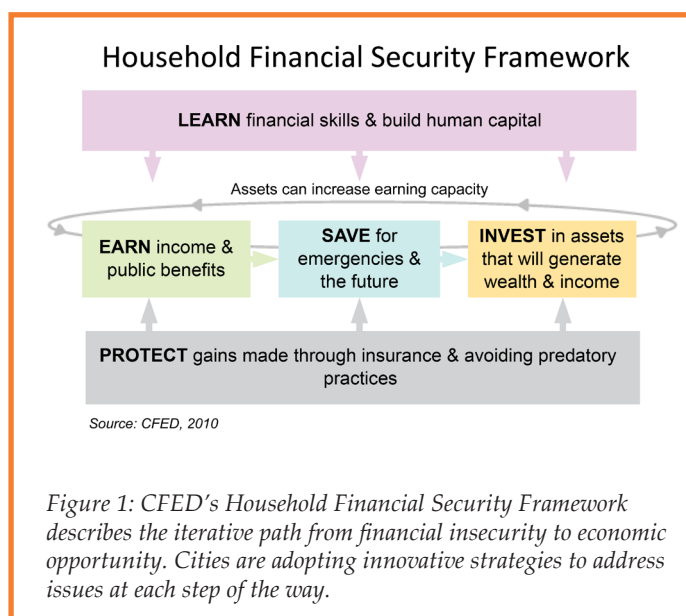 Household Financial Security Framework
LEARN financial skills & build human capital
Assets can increase earning capacity
EARN income &
public benefits
SAVE for
emergencies &
the future
INVEST in assets
that will generate
wealth & income
PROTECT gains made through insurance & avoiding predatory
practices
Source: CFED, 2010
Figure 1: CFED's Household Financial Security Framework
describes the iterative path from financial insecurity to economic
opportunity. Cities are adopting innovative strategies to address
issues at each step of the way.